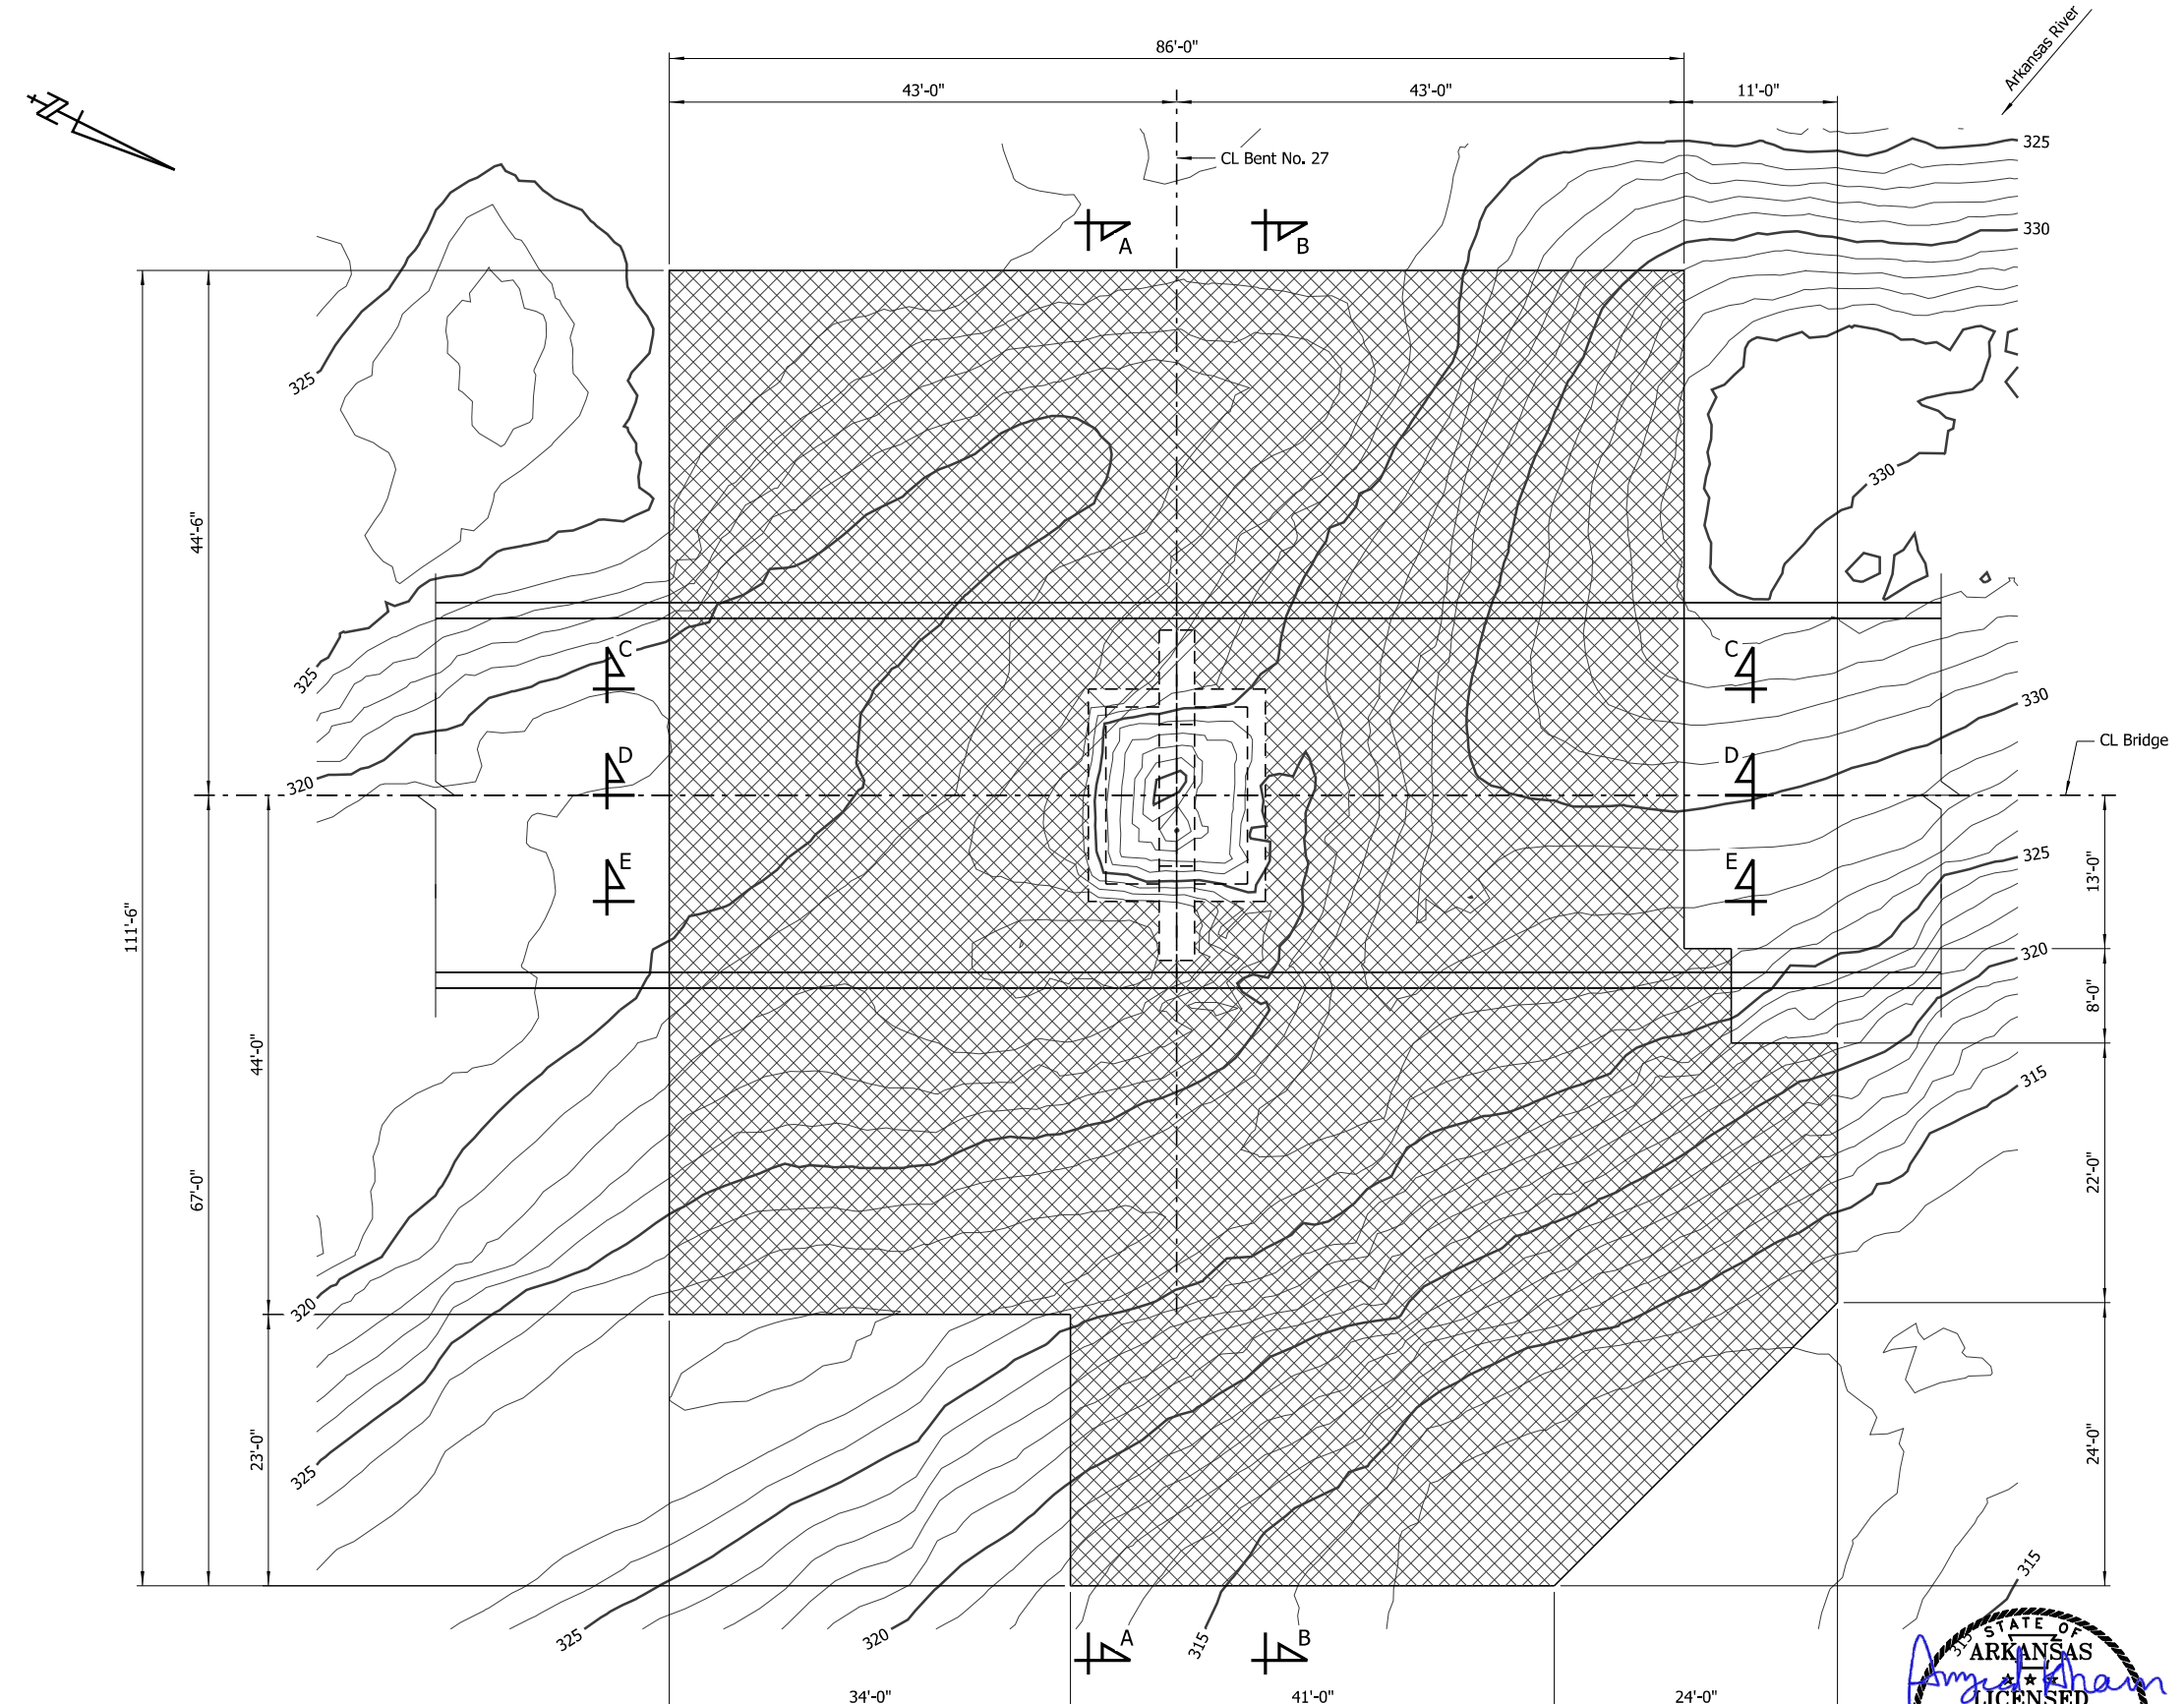 86'-0"
Arkansas River
43'-0"
43'-0"
11'-0"
325
CL Bent No. 27
330
A
B
325
330
44'-6"
C
C
325
330
320
D
D
CL Bridge
325
E
E
13'-0"
111'-6"
320
8'-0"
44'-0"
315
67'-0"
22'-0"
320
23'-0"
325
24'-0"
315
325
320
315
A
B
315
STATE OF
ARKANSAS
LICENSED
34'-0"
41'-0"
24'-0"